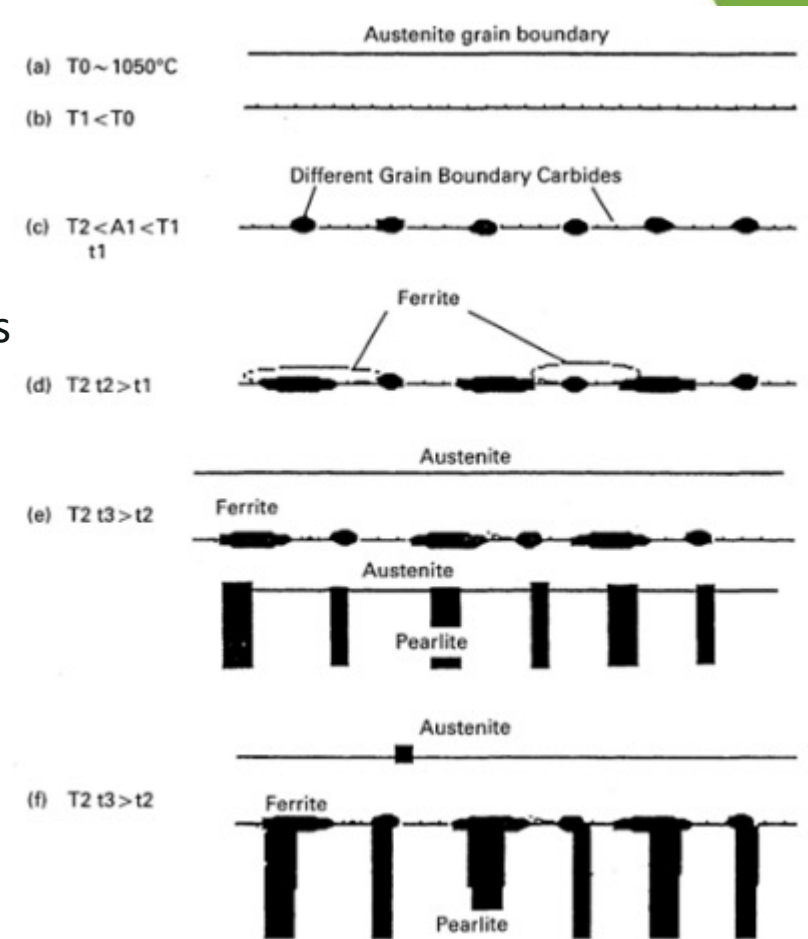 Austenite grain boundary
(a) T0~1050°C
(b) T1<T0
Different Grain Boundary Carbides
(c) T2<A1<T1
t1
Ferrite
s
(d) T2 t2>t1
Austenite
Ferrite
(e) T2 t3>t2
Austenite
Pearlite
Austenite
(f) T2 t3>t2
Ferrite
Pearlite